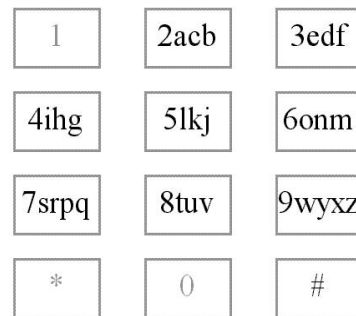 1 2acb 3edf
4ihg 5lkj 6onm
7srpq 8tuv 9wyxz
* 0 #